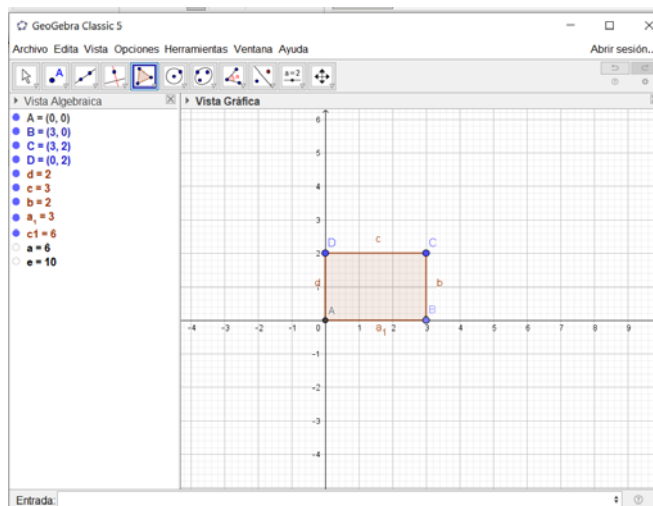 GeoGebra Classic 5
Archivo Edita Vista Opciones Herramientas Ventana Ayuda
Abrir sesión...
A
a=2
Vista Algebraica
Vista Gráfica
A = (0, 0)
B = (3, 0)
C = (3, 2)
D = (0, 2)
d = 2
c = 3
b = 2
a₁ = 3
c1 = 6
a = 6
e = 10
6
5
4
3
c
D
C
2
d
b
1
A
B
-4 -3 -2 -1 0 1 2 3 4 5 6 7 8 9
a₁
-1
-2
-3
-4
Entrada: